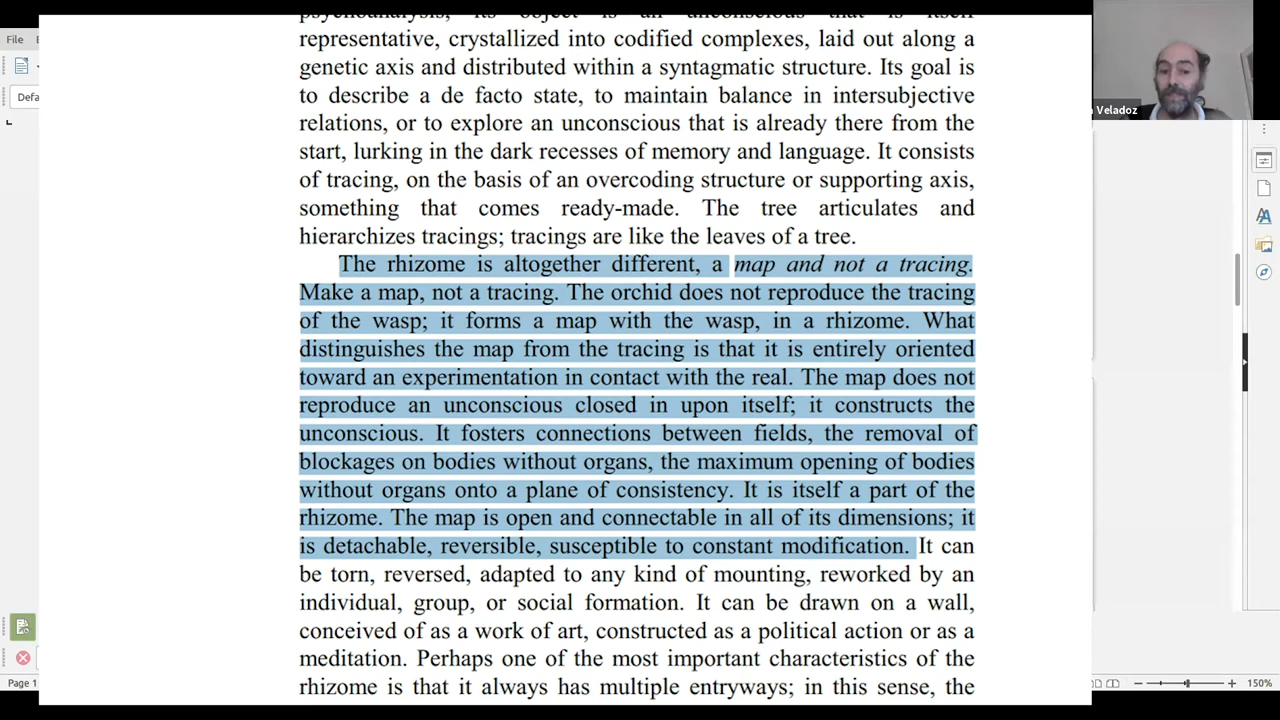 psychoanalysis, its object is an unconscious that is itself
representative, crystallized into codified complexes, laid out along a
genetic axis and distributed within a syntagmatic structure. Its goal is
to describe a de facto state, to maintain balance in intersubjective
relations, or to explore an unconscious that is already there from the
start, lurking in the dark recesses of memory and language. It consists
of tracing, on the basis of an overcoding structure or supporting axis,
something that comes ready-made. The tree articulates and
hierarchizes tracings; tracings are like the leaves of a tree.
The rhizome is altogether different, a map and not a tracing.
Make a map, not a tracing. The orchid does not reproduce the tracing
of the wasp; it forms a map with the wasp, in a rhizome. What
distinguishes the map from the tracing is that it is entirely oriented
toward an experimentation in contact with the real. The map does not
reproduce an unconscious closed in upon itself; it constructs the
unconscious. It fosters connections between fields, the removal of
blockages on bodies without organs, the maximum opening of bodies
without organs onto a plane of consistency. It is itself a part of the
rhizome. The map is open and connectable in all of its dimensions; it
is detachable, reversible, susceptible to constant modification. It can
be torn, reversed, adapted to any kind of mounting, reworked by an
individual, group, or social formation. It can be drawn on a wall,
conceived of as a work of art, constructed as a political action or as a
meditation. Perhaps one of the most important characteristics of the
rhizome is that it always has multiple entryways; in this sense, the
File
Defa
Page 1
Veladoz
150%